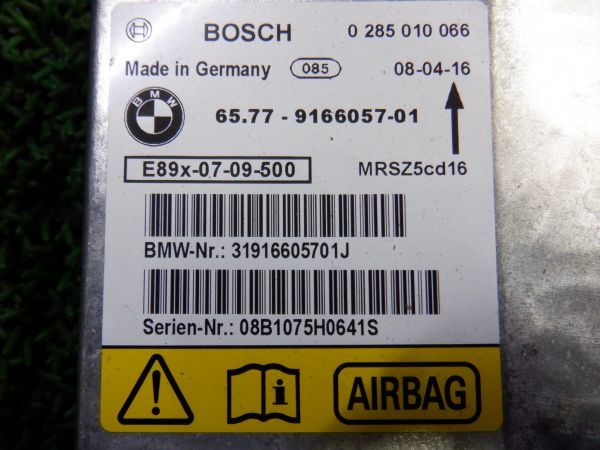 BOSCH 0 285 010 066
Made in Germany 085 08-04-16
BMW 65.77 - 9166057-01
E89x-07-09-500 MRSZ5cd16
BMW-Nr.: 31916605701J
Serien-Nr.: 08B1075H0641S
i AIRBAG